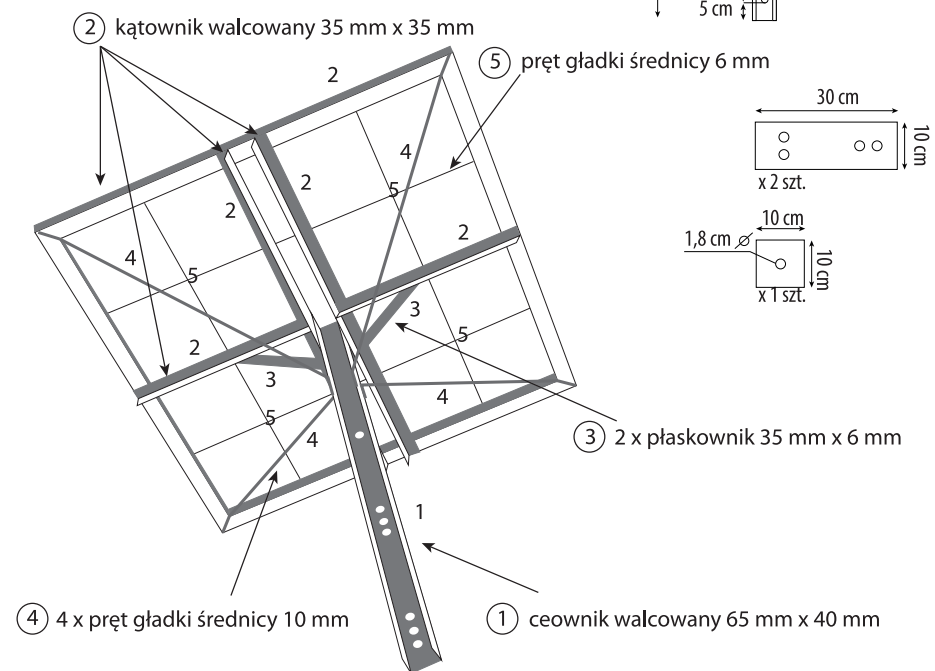 5 cm
② kątownik walcowany 35 mm x 35 mm
⑤ pręt gładki średnicy 6 mm
2
30 cm
10 cm
x 2 szt.
4
5
2
2
2
10 cm
1,8 cm
10 cm
x 1 szt.
4
5
3
5
2
3
4
5
4
③ 2 x płaskownik 35 mm x 6 mm
1
④ 4 x pręt gładki średnicy 10 mm
① ceownik walcowany 65 mm x 40 mm